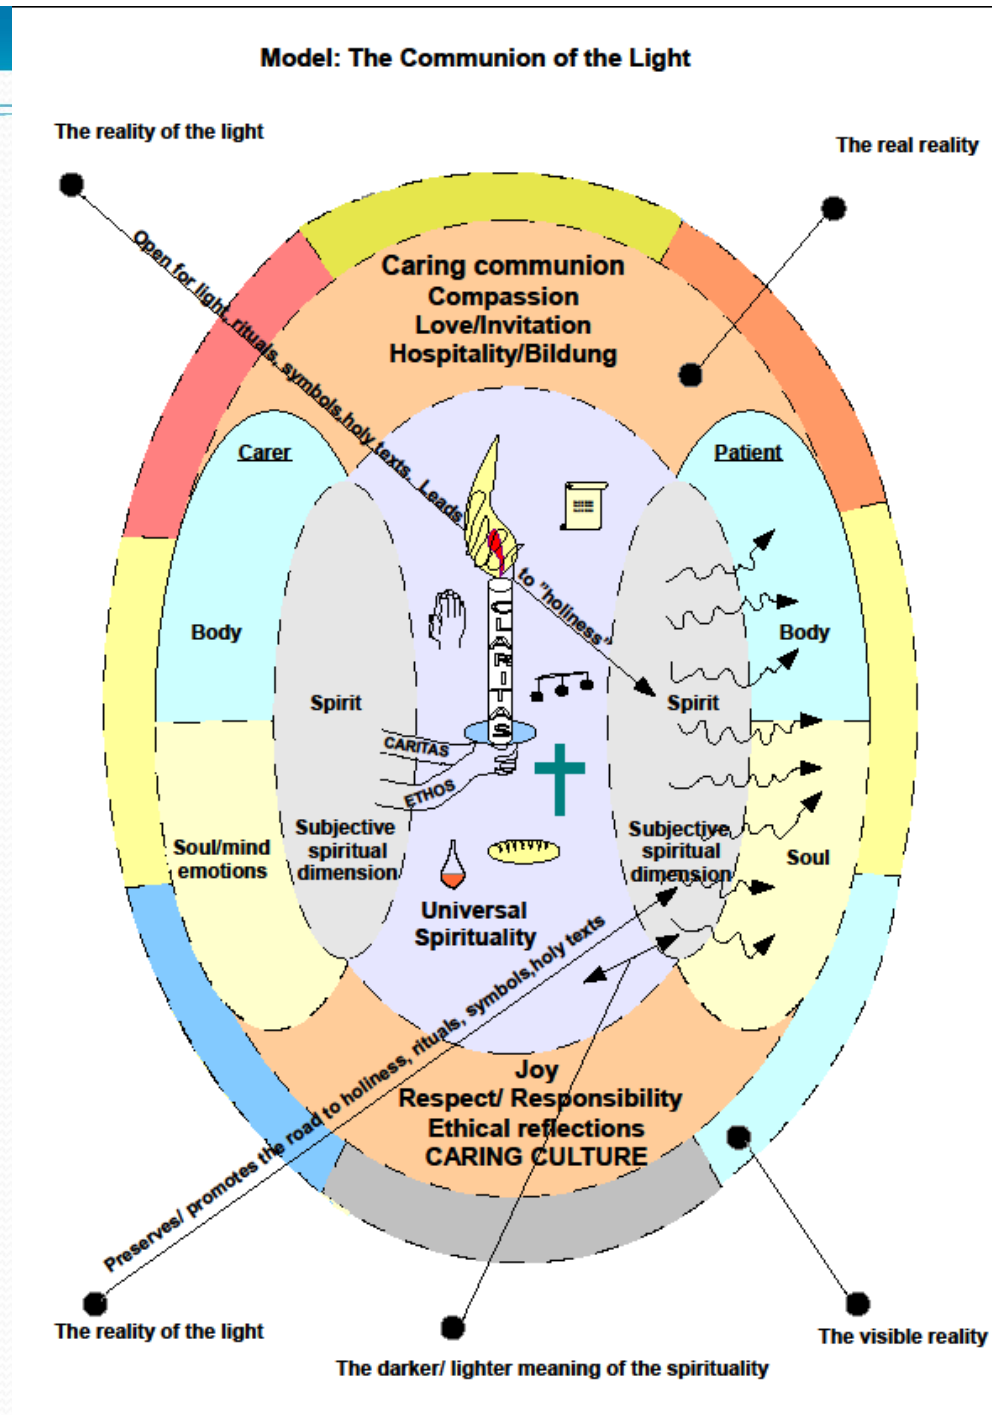 Model: The Communion of the Light
The reality of the light
The real reality
Open for light, rituals, symbols,holy texts. Leads
to "holiness"
Caring communion
Compassion
Love/Invitation
Hospitality/Bildung
Carer
Patient
CLARITAS
Body
Body
Spirit
Spirit
CARITAS
ETHOS
Soul/mind
emotions
Subjective
spiritual
dimension
Subjective
spiritual
dimension
Soul
Universal
Spirituality
Preserves/ promotes the road to holiness, rituals, symbols,holy texts
Joy
Respect/ Responsibility
Ethical reflections
CARING CULTURE
The reality of the light
The darker/ lighter meaning of the spirituality
The visible reality